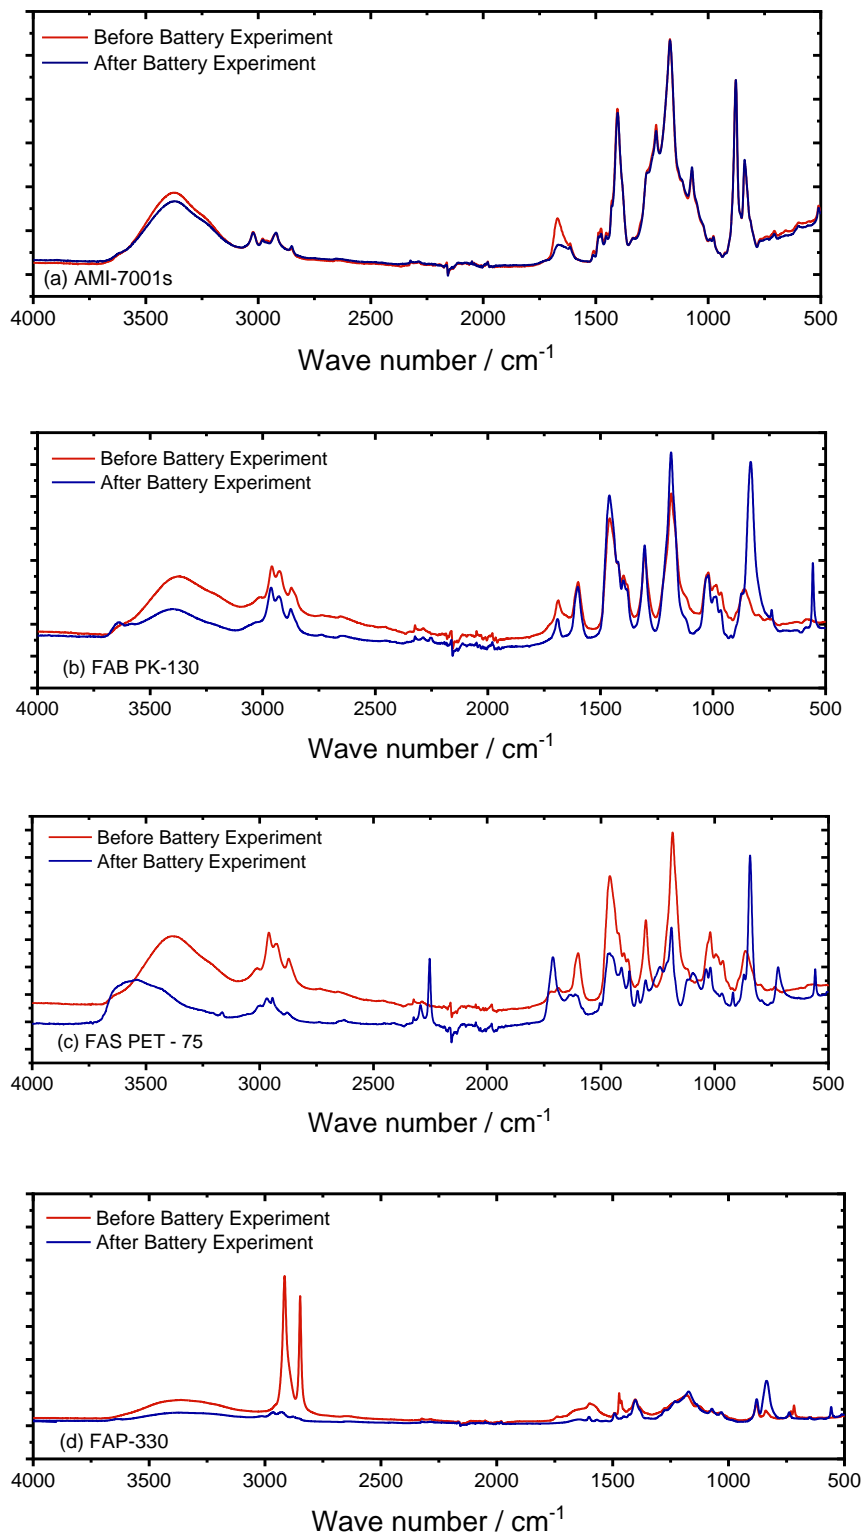 Before Battery Experiment
After Battery Experiment
(a) AMI-7001s
4000 3500 3000 2500 2000 1500 1000 500
Wave number / cm-1
Before Battery Experiment
After Battery Experiment
(b) FAB PK-130
4000 3500 3000 2500 2000 1500 1000 500
Wave number / cm-1
Before Battery Experiment
After Battery Experiment
(c) FAS PET - 75
4000 3500 3000 2500 2000 1500 1000 500
Wave number / cm-1
Before Battery Experiment
After Battery Experiment
(d) FAP-330
4000 3500 3000 2500 2000 1500 1000 500
Wave number / cm-1